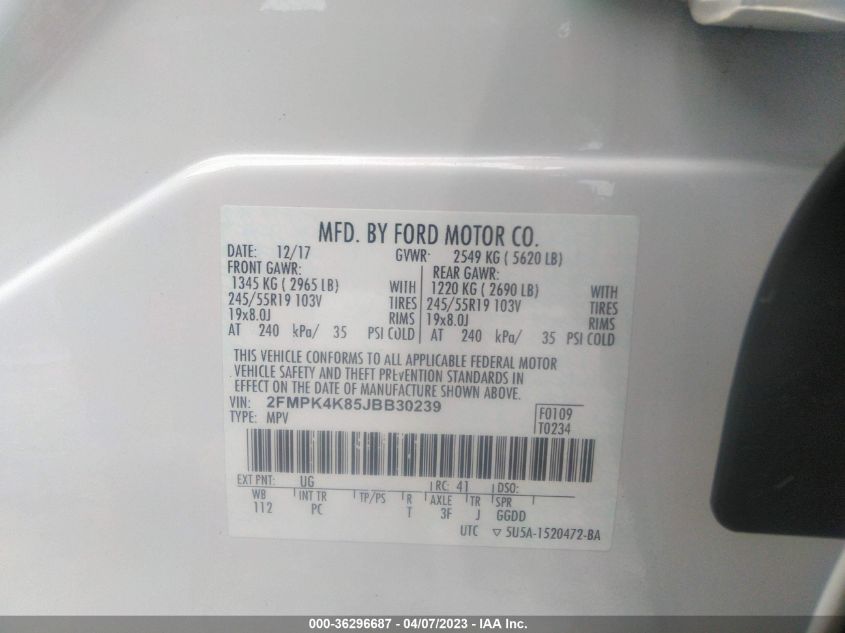 MFD. BY FORD MOTOR CO.
DATE: 12/17 GVWR: 2549 KG ( 5620 LB)
FRONT GAWR: REAR GAWR:
1345 KG ( 2965 LB) WITH 1220 KG ( 2690 LB) WITH
245/55R19 103V TIRES 245/55R19 103V TIRES
19x8.0J RIMS 19x8.0J RIMS
AT 240 kPa/ 35 PSI COLD AT 240 kPa/ 35 PSI COLD
THIS VEHICLE CONFORMS TO ALL APPLICABLE FEDERAL MOTOR
VEHICLE SAFETY AND THEFT PREVENTION STANDARDS IN
EFFECT ON THE DATE OF MANUFACTURE SHOWN ABOVE.
VIN: 2FMPK4K85JBB30239 F0109
TYPE: MPV T0234
EXT PNT: UG RC: 41 DSO:
WB INT TR TP/PS R AXLE TR SPR
112 PC T 3F J GGDD
UTC ▽ 5U5A-1520472-BA
000-36296687 - 04/07/2023 - IAA Inc.